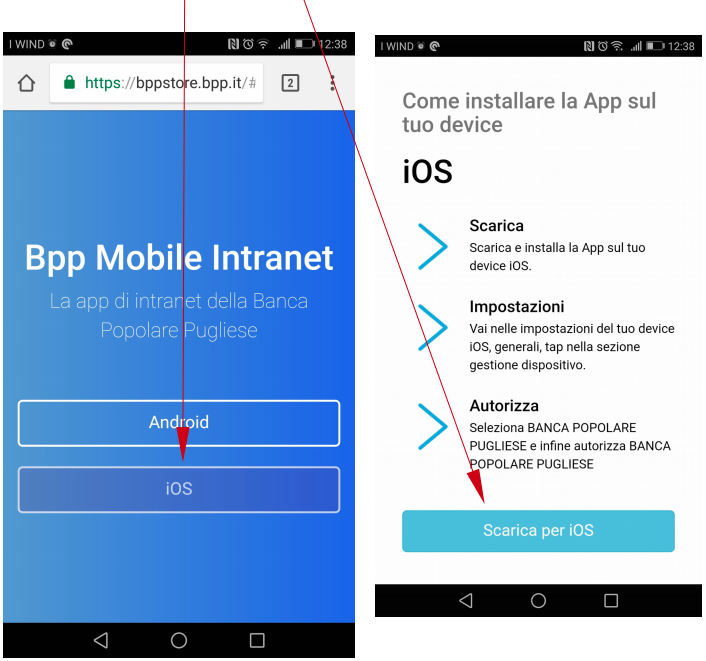 I WIND
12:38
https://bppstore.bpp.it/#
2
Bpp Mobile Intranet
La app di intranet della Banca
Popolare Pugliese
Android
iOS
I WIND
12:38
Come installare la App sul
tuo device
iOS
Scarica
Scarica e installa la App sul tuo
device iOS.
Impostazioni
Vai nelle impostazioni del tuo device
iOS, generali, tap nella sezione
gestione dispositivo.
Autorizza
Seleziona BANCA POPOLARE
PUGLIESE e infine autorizza BANCA
POPOLARE PUGLIESE
Scarica per iOS